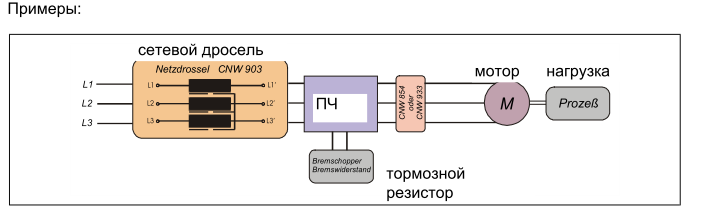 Примеры:
сетевой дросель
Netzdrossel CNW 903
L1 L1 L1'
L2 L2 L2'
L3 L3 L3'
ПЧ
CNW 854
oder
CNW 933
мотор
M
нагрузка
Prozeß
Bremschopper
Bremswiderstand
тормозной
резистор